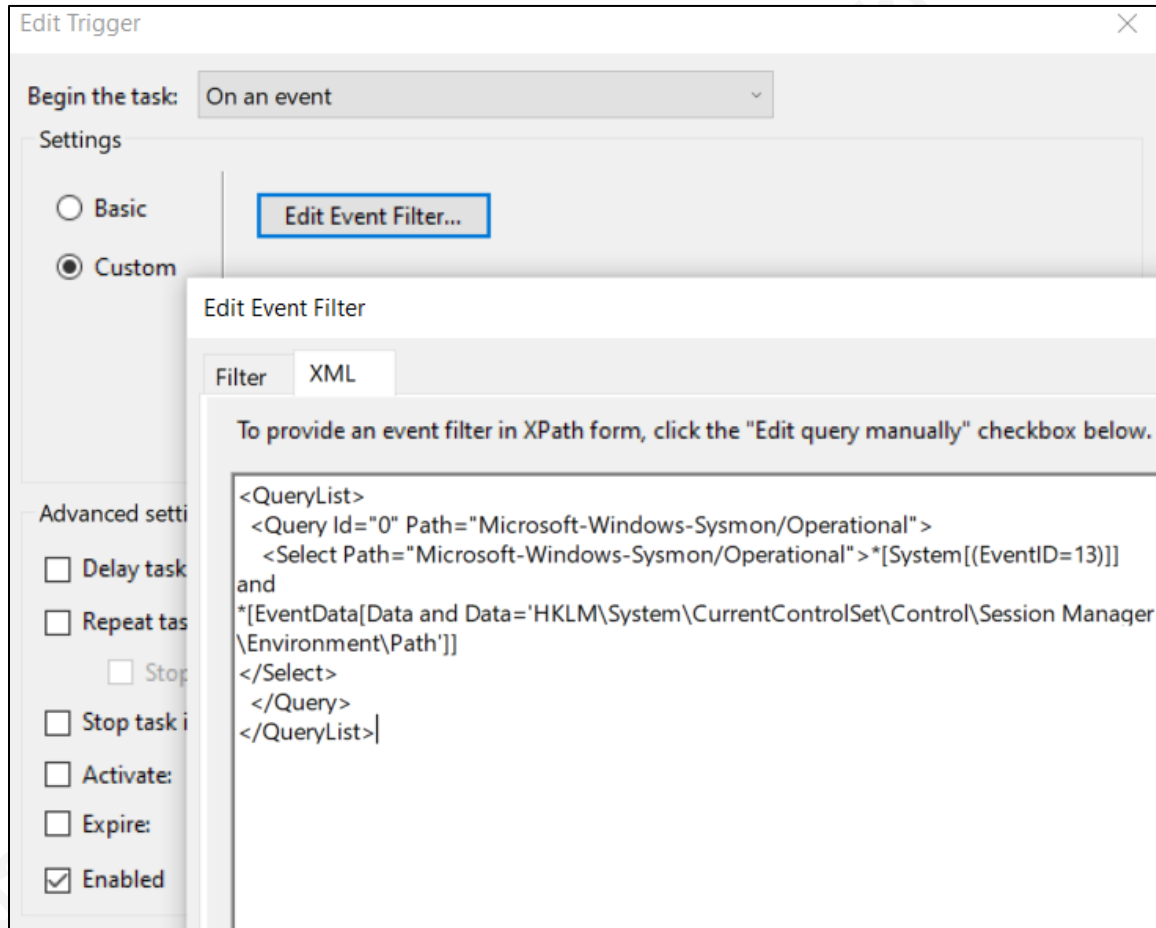 Edit Trigger
Begin the task: On an event
Settings
Basic
Edit Event Filter...
Custom
Edit Event Filter
Filter XML
To provide an event filter in XPath form, click the "Edit query manually" checkbox below.
<QueryList>
<Query Id="0" Path="Microsoft-Windows-Sysmon/Operational">
<Select Path="Microsoft-Windows-Sysmon/Operational">*[System[(EventID=13)]]
and
*[EventData[Data and Data='HKLM\System\CurrentControlSet\Control\Session Manager
\Environment\Path']]
</Select>
</Query>
</QueryList>
Advanced setti
Delay task
Repeat tas
Stop
Stop task i
Activate:
Expire:
Enabled